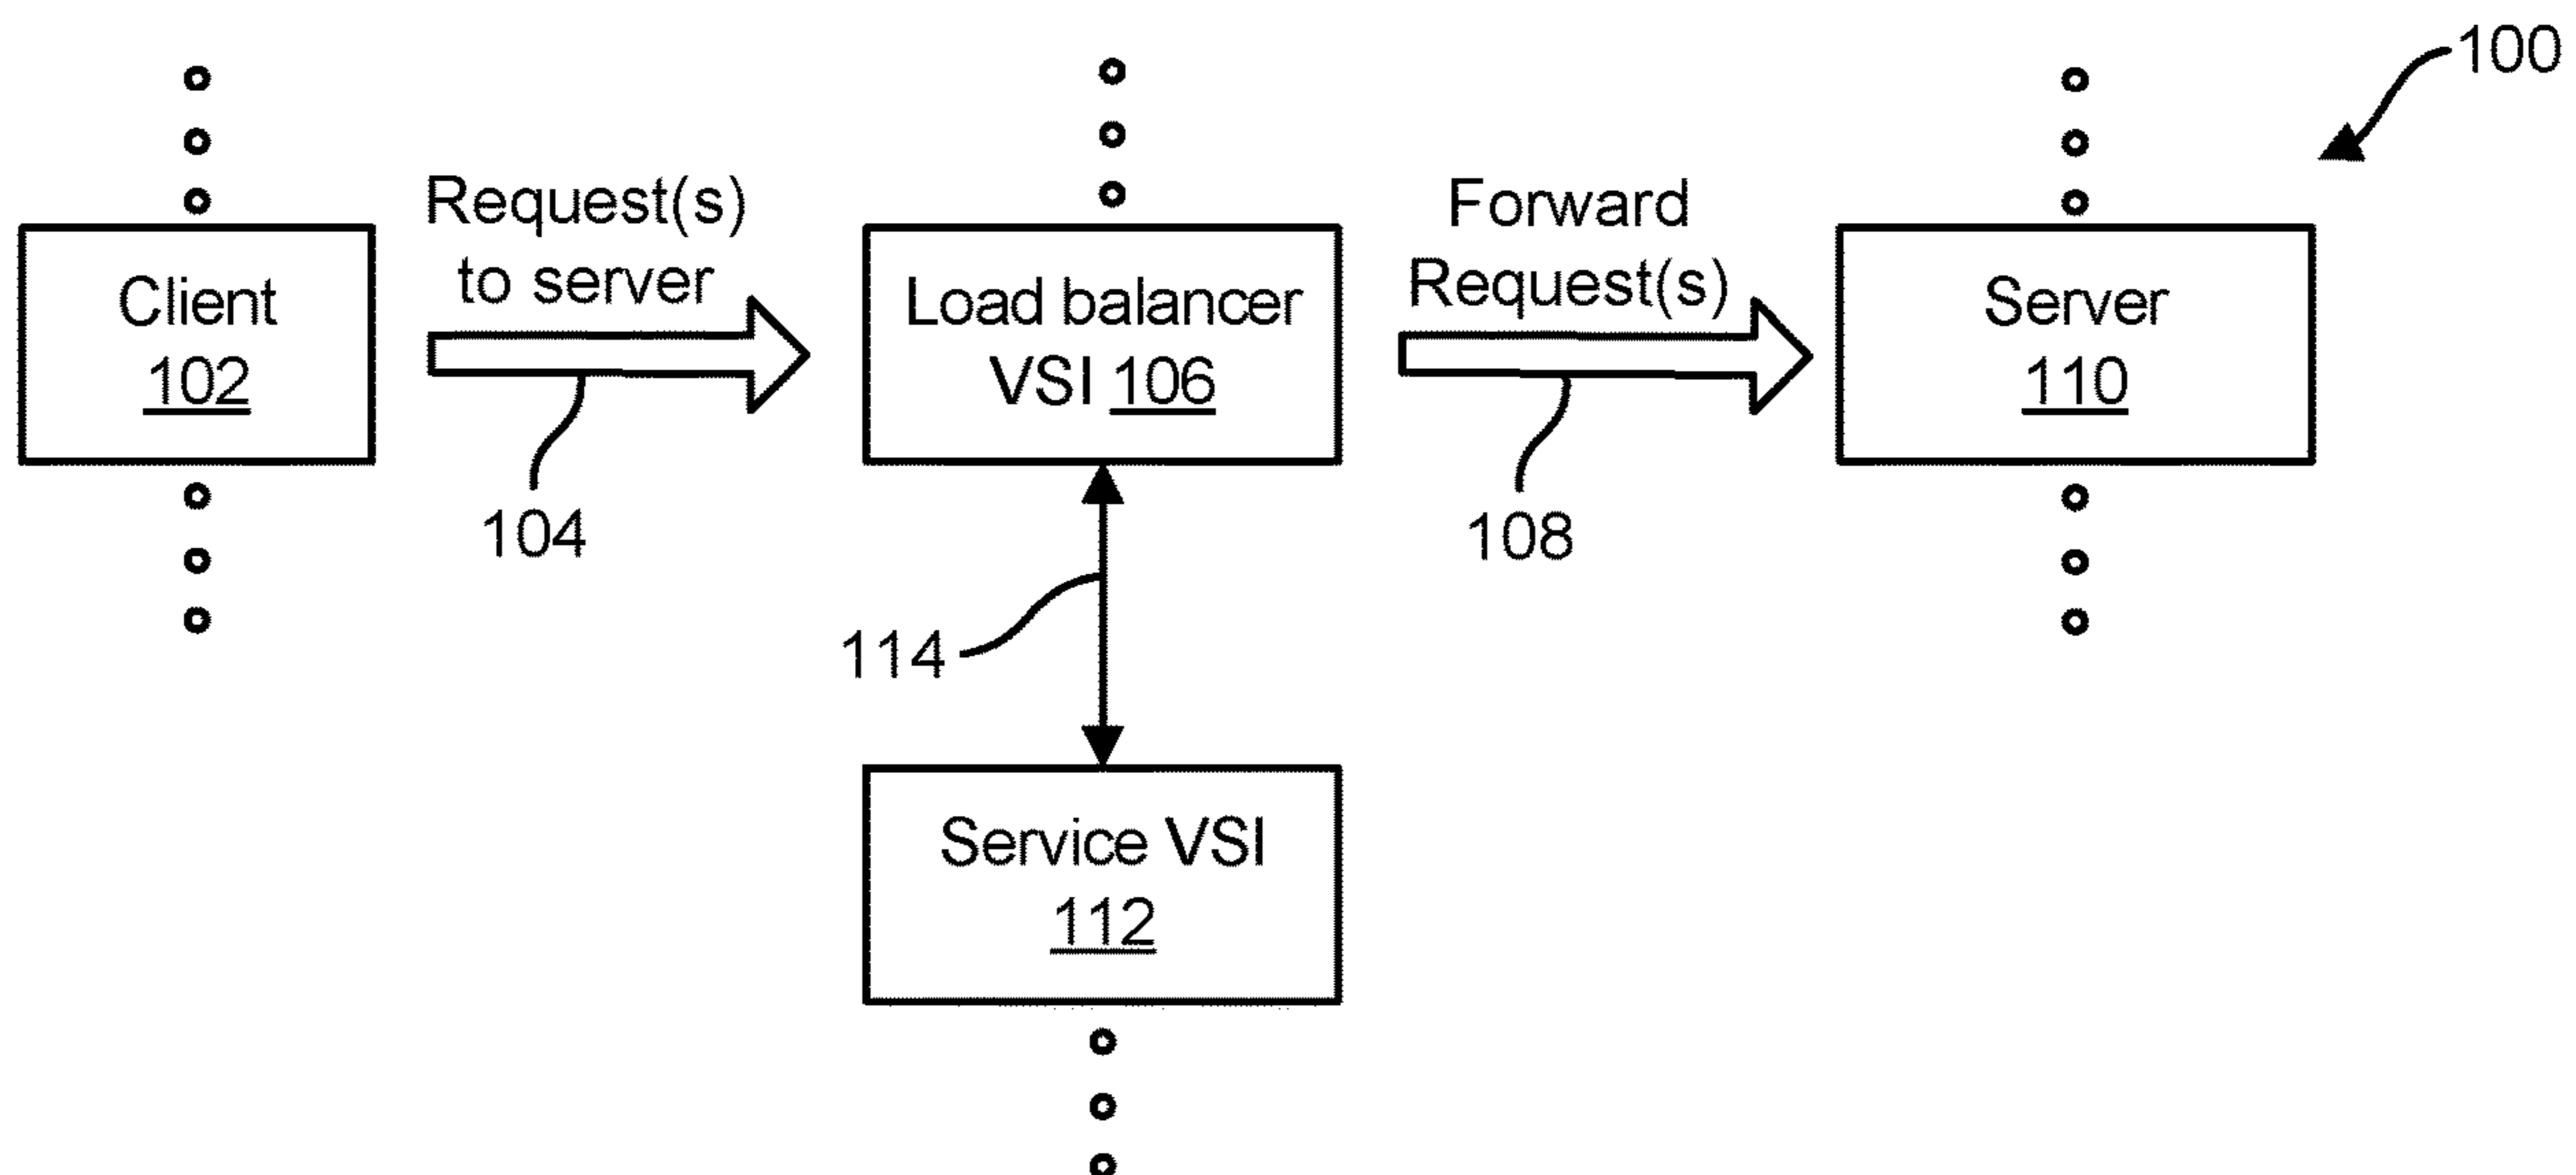 100
Request(s)
to server
Forward
Request(s)
Client
102
Load balancer
VSI 106
Server
110
104
108
114
Service VSI
112